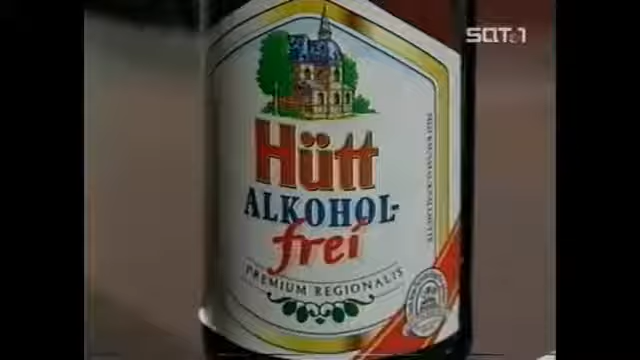 SAT.1
Hütt
ALKOHOL-
frei
PREMIUM REGIONALIS